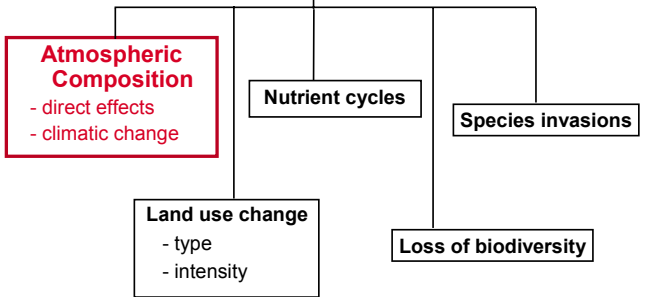 Atmospheric
Composition
- direct effects
- climatic change
Nutrient cycles
Species invasions
Land use change
- type
- intensity
Loss of biodiversity